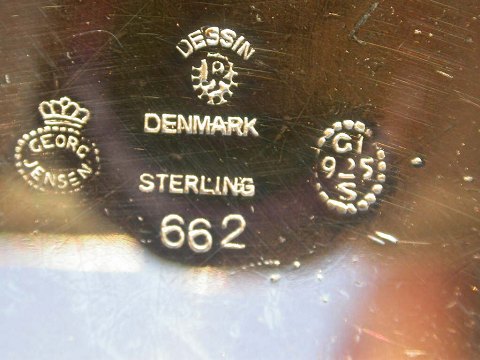 DESSIN
DENMARK
GEORG
JENSEN
GI
925
S
STERLING
662